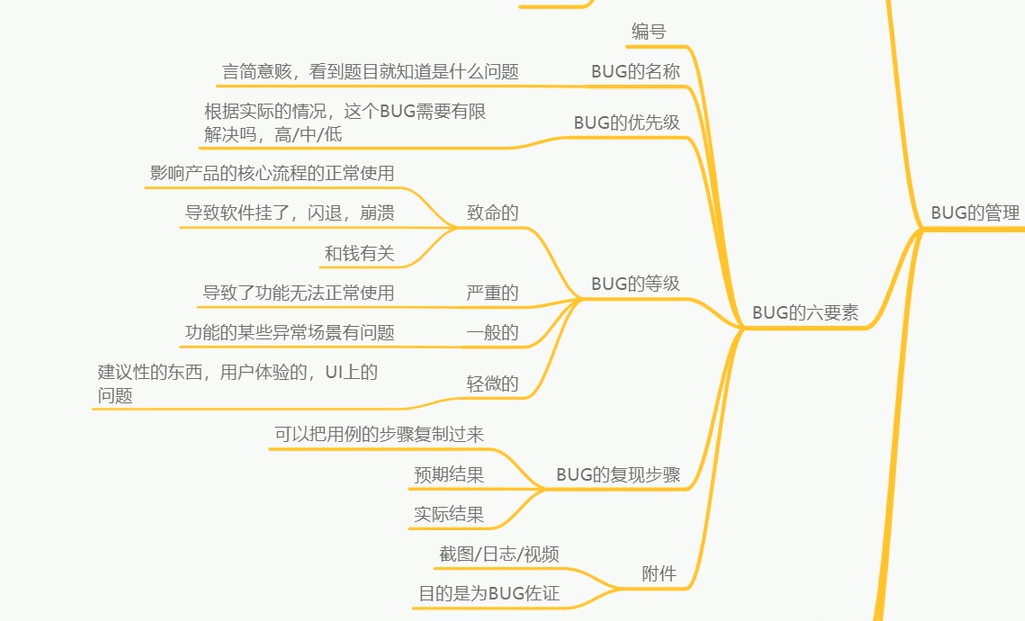 编号
言简意赅，看到题目就知道是什么问题
BUG的名称
根据实际的情况，这个BUG需要有限
解决吗，高/中/低
BUG的优先级
影响产品的核心流程的正常使用
导致软件挂了，闪退，崩溃
和钱有关
致命的
导致了功能无法正常使用
严重的
功能的某些异常场景有问题
一般的
建议性的东西，用户体验的，UI上的
问题
轻微的
BUG的等级
可以把用例的步骤复制过来
预期结果
实际结果
BUG的复现步骤
截图/日志/视频
目的是为BUG佐证
附件
BUG的六要素
BUG的管理